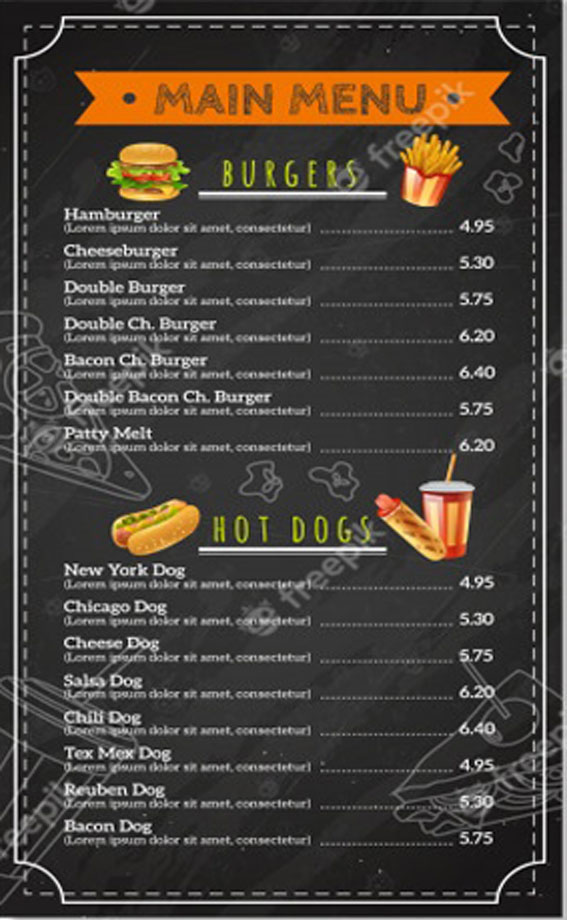 MAIN MENU
BURGERS
Hamburger
(Lorem ipsum dolor sit amet, consectetur) 4.95
Cheeseburger
(Lorem ipsum dolor sit amet, consectetur) 5.30
Double Burger
(Lorem ipsum dolor sit amet, consectetur) 5.75
Double Ch. Burger
(Lorem ipsum dolor sit amet, consectetur) 6.20
Bacon Ch. Burger
(Lorem ipsum dolor sit amet, consectetur) 6.40
Double Bacon Ch. Burger
(Lorem ipsum dolor sit amet, consectetur) 5.75
Patty Melt
(Lorem ipsum dolor sit amet, consectetur) 6.20
HOT DOGS
New York Dog
(Lorem ipsum dolor sit amet, consectetur) 4.95
Chicago Dog
(Lorem ipsum dolor sit amet, consectetur) 5.30
Cheese Dog
(Lorem ipsum dolor sit amet, consectetur) 5.75
Salsa Dog
(Lorem ipsum dolor sit amet, consectetur) 6.20
Chili Dog
(Lorem ipsum dolor sit amet, consectetur) 6.40
Tex Mex Dog
(Lorem ipsum dolor sit amet, consectetur) 4.95
Reuben Dog
(Lorem ipsum dolor sit amet, consectetur) 5.30
Bacon Dog
(Lorem ipsum dolor sit amet, consectetur) 5.75
freepik
freepik
freepik
freepik